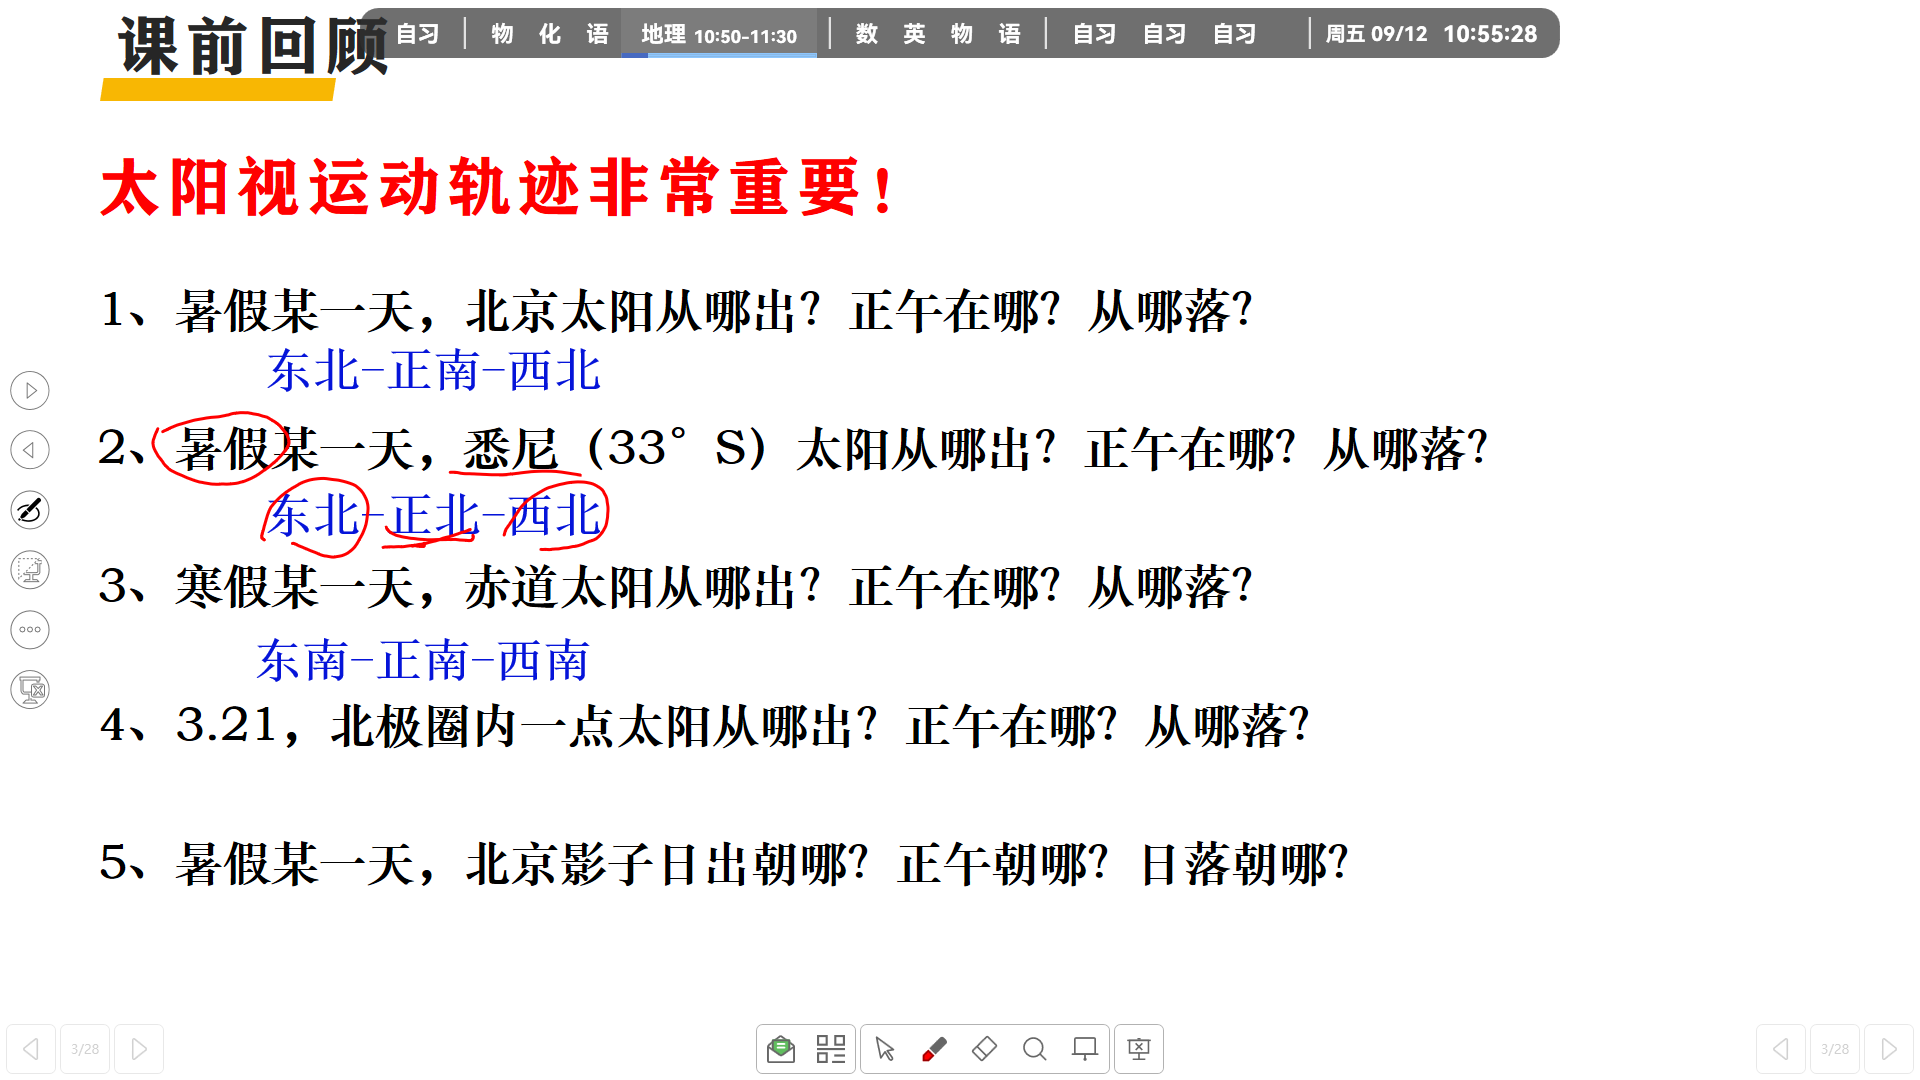 课前回顾
自习 物 化 语 地理 10:50-11:30 数 英 物 语 自习 自习 自习 周五 09/12 10:55:28
太阳视运动轨迹非常重要！
1、暑假某一天，北京太阳从哪出？正午在哪？从哪落？
东北-正南-西北
2、暑假某一天，悉尼（33°S）太阳从哪出？正午在哪？从哪落？
东北-正北-西北
3、寒假某一天，赤道太阳从哪出？正午在哪？从哪落？
东南-正南-西南
4、3.21，北极圈内一点太阳从哪出？正午在哪？从哪落？
5、暑假某一天，北京影子日出朝哪？正午朝哪？日落朝哪？
3/28 3/28